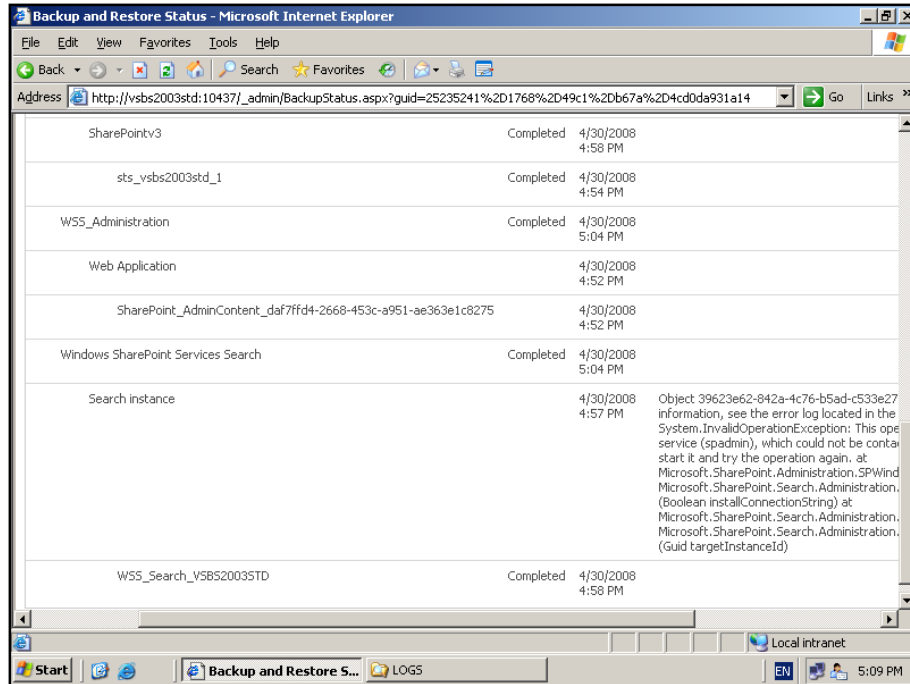 Backup and Restore Status - Microsoft Internet Explorer
File Edit View Favorites Tools Help
Back Search Favorites
Address http://vsbs2003std:10437/_admin/BackupStatus.aspx?guid=25235241%2D1768%2D49c1%2Db67a%2D4cd0da931a14 Go Links »
SharePointv3 Completed 4/30/2008
4:58 PM
sts_vsbs2003std_1 Completed 4/30/2008
4:54 PM
WSS_Administration Completed 4/30/2008
5:04 PM
Web Application 4/30/2008
4:52 PM
SharePoint_AdminContent_daf7ffd4-2668-453c-a951-ae363e1c8275 4/30/2008
4:52 PM
Windows SharePoint Services Search Completed 4/30/2008
5:04 PM
Search instance 4/30/2008 Object 39623e62-842a-4c76-b5ad-c533e27
4:57 PM information, see the error log located in the
System.InvalidOperationException: This ope
service (spadmin), which could not be conta
start it and try the operation again. at
Microsoft.SharePoint.Administration.SPWind
Microsoft.SharePoint.Search.Administration.
(Boolean installConnectionString) at
Microsoft.SharePoint.Search.Administration.
Microsoft.SharePoint.Search.Administration.
(Guid targetInstanceId)
WSS_Search_VSBS2003STD Completed 4/30/2008
4:58 PM
Local intranet
Start Backup and Restore S... LOGS EN 5:09 PM